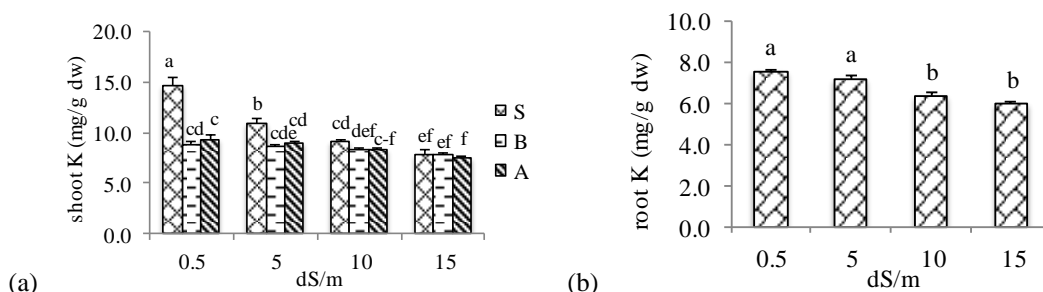 shoot K (mg/g dw)
20.0
15.0
10.0
5.0
0.0
a
cd
c
b
cde
cd
cd
def
c-f
ef
ef
f
0.5 5 10 15
dS/m
S
B
A
(a)
root K (mg/g dw)
10.0
8.0
6.0
4.0
2.0
0.0
a
a
b
b
0.5 5 10 15
dS/m
(b)